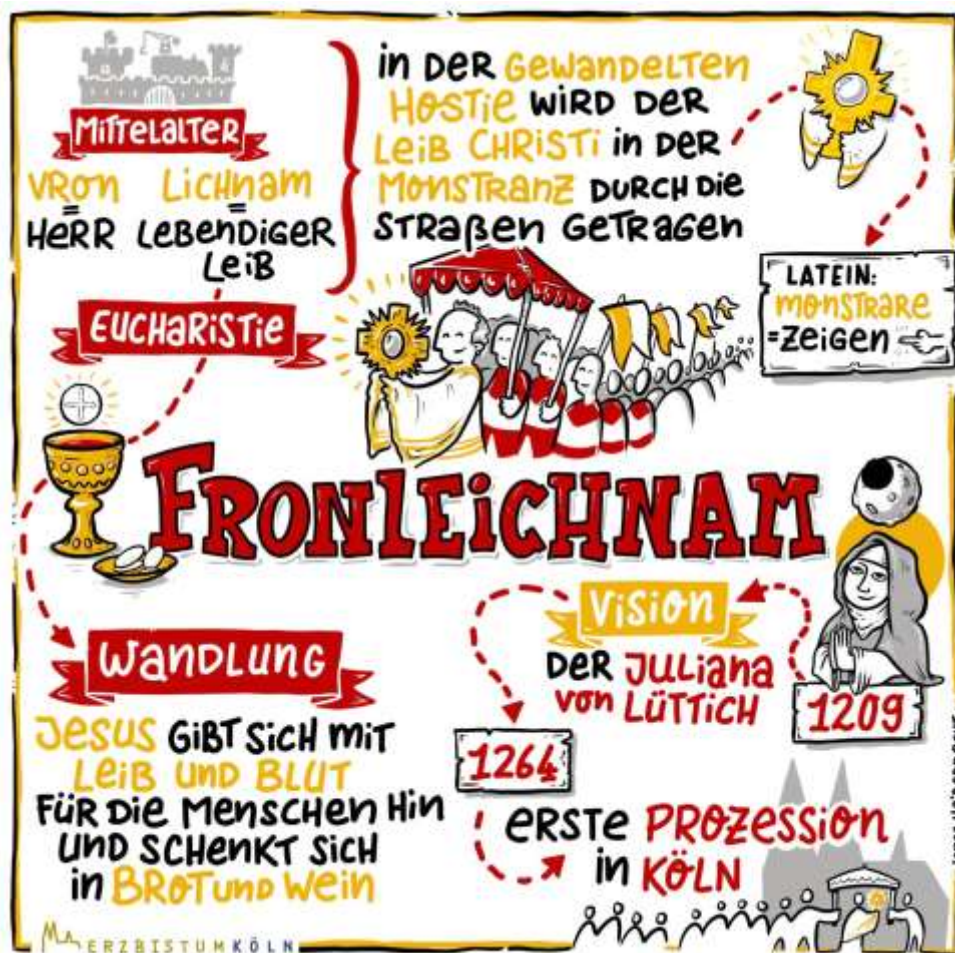 MITTELALTER
VRON LICHNAM
= =
HERR LEBENDIGER
LEIB
IN DER GEWANDELTEN
HOSTIE WIRD DER
LEIB CHRISTI IN DER
MONSTRANZ DURCH DIE
STRAßEN GETRAGEN
LATEIN:
MONSTRARE
=ZEIGEN
EUCHARISTIE
FRONLEICHNAM
WANDLUNG
JESUS GIBT SICH MIT
LEIB UND BLUT
FÜR DIE MENSCHEN HIN
UND SCHENKT SICH
IN BROT UND WEIN
VISION
DER JULIANA
VON LÜTTICH
1209
1264
ERSTE PROZESSION
IN KÖLN
ERZBISTUMKÖLN